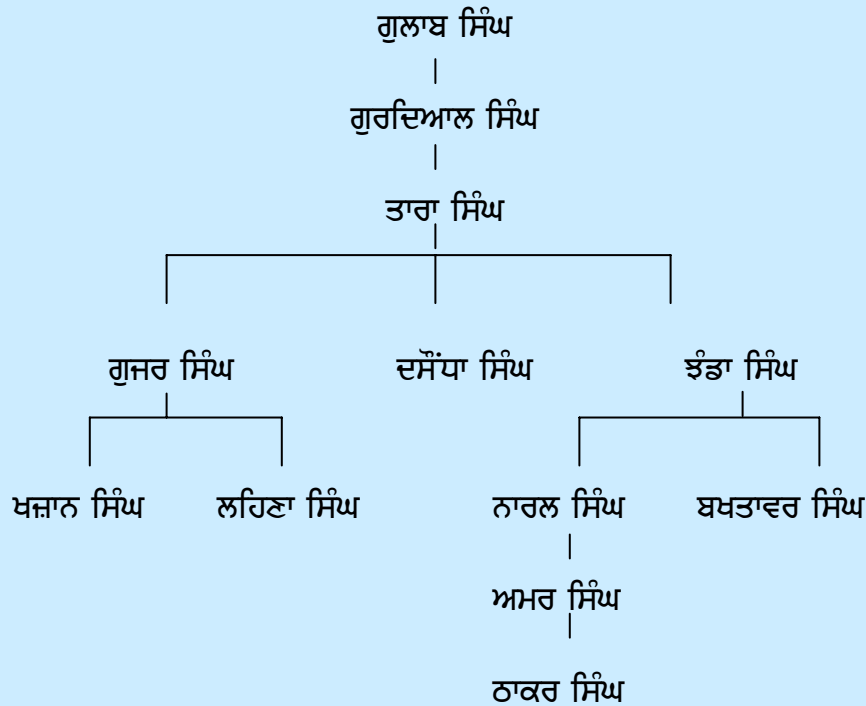 ਗੁਲਾਬ ਸਿੰਘ
ਗੁਰਦਿਆਲ ਸਿੰਘ
ਤਾਰਾ ਸਿੰਘ
ਗੁਜਰ ਸਿੰਘ ਦਸੌਂਧਾ ਸਿੰਘ ਝੰਡਾ ਸਿੰਘ
ਖਜ਼ਾਨ ਸਿੰਘ ਲਹਿਣਾ ਸਿੰਘ ਨਾਰਲ ਸਿੰਘ ਬਖਤਾਵਰ ਸਿੰਘ
ਅਮਰ ਸਿੰਘ
ਠਾਕਰ ਸਿੰਘ